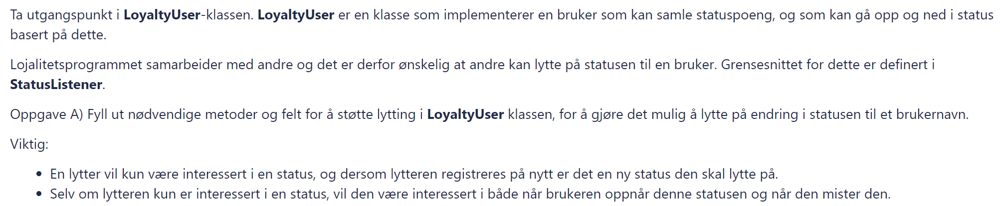 Ta utgangspunkt i LoyaltyUser-klassen. LoyaltyUser er en klasse som implementerer en bruker som kan samle statuspoeng, og som kan gå opp og ned i status
basert på dette.
Lojalitetsprogrammet samarbeider med andre og det er derfor ønskelig at andre kan lytte på statusen til en bruker. Grensesnittet for dette er definert i
StatusListener.
Oppgave A) Fyll ut nødvendige metoder og felt for å støtte lytting i LoyaltyUser klassen, for å gjøre det mulig å lytte på endring i statusen til et brukernavn.
Viktig:
• En lytter vil kun være interessert i en status, og dersom lytteren registreres på nytt er det en ny status den skal lytte på.
• Selv om lytteren kun er interessert i en status, vil den være interessert i både når brukeren oppnår denne statusen og når den mister den.